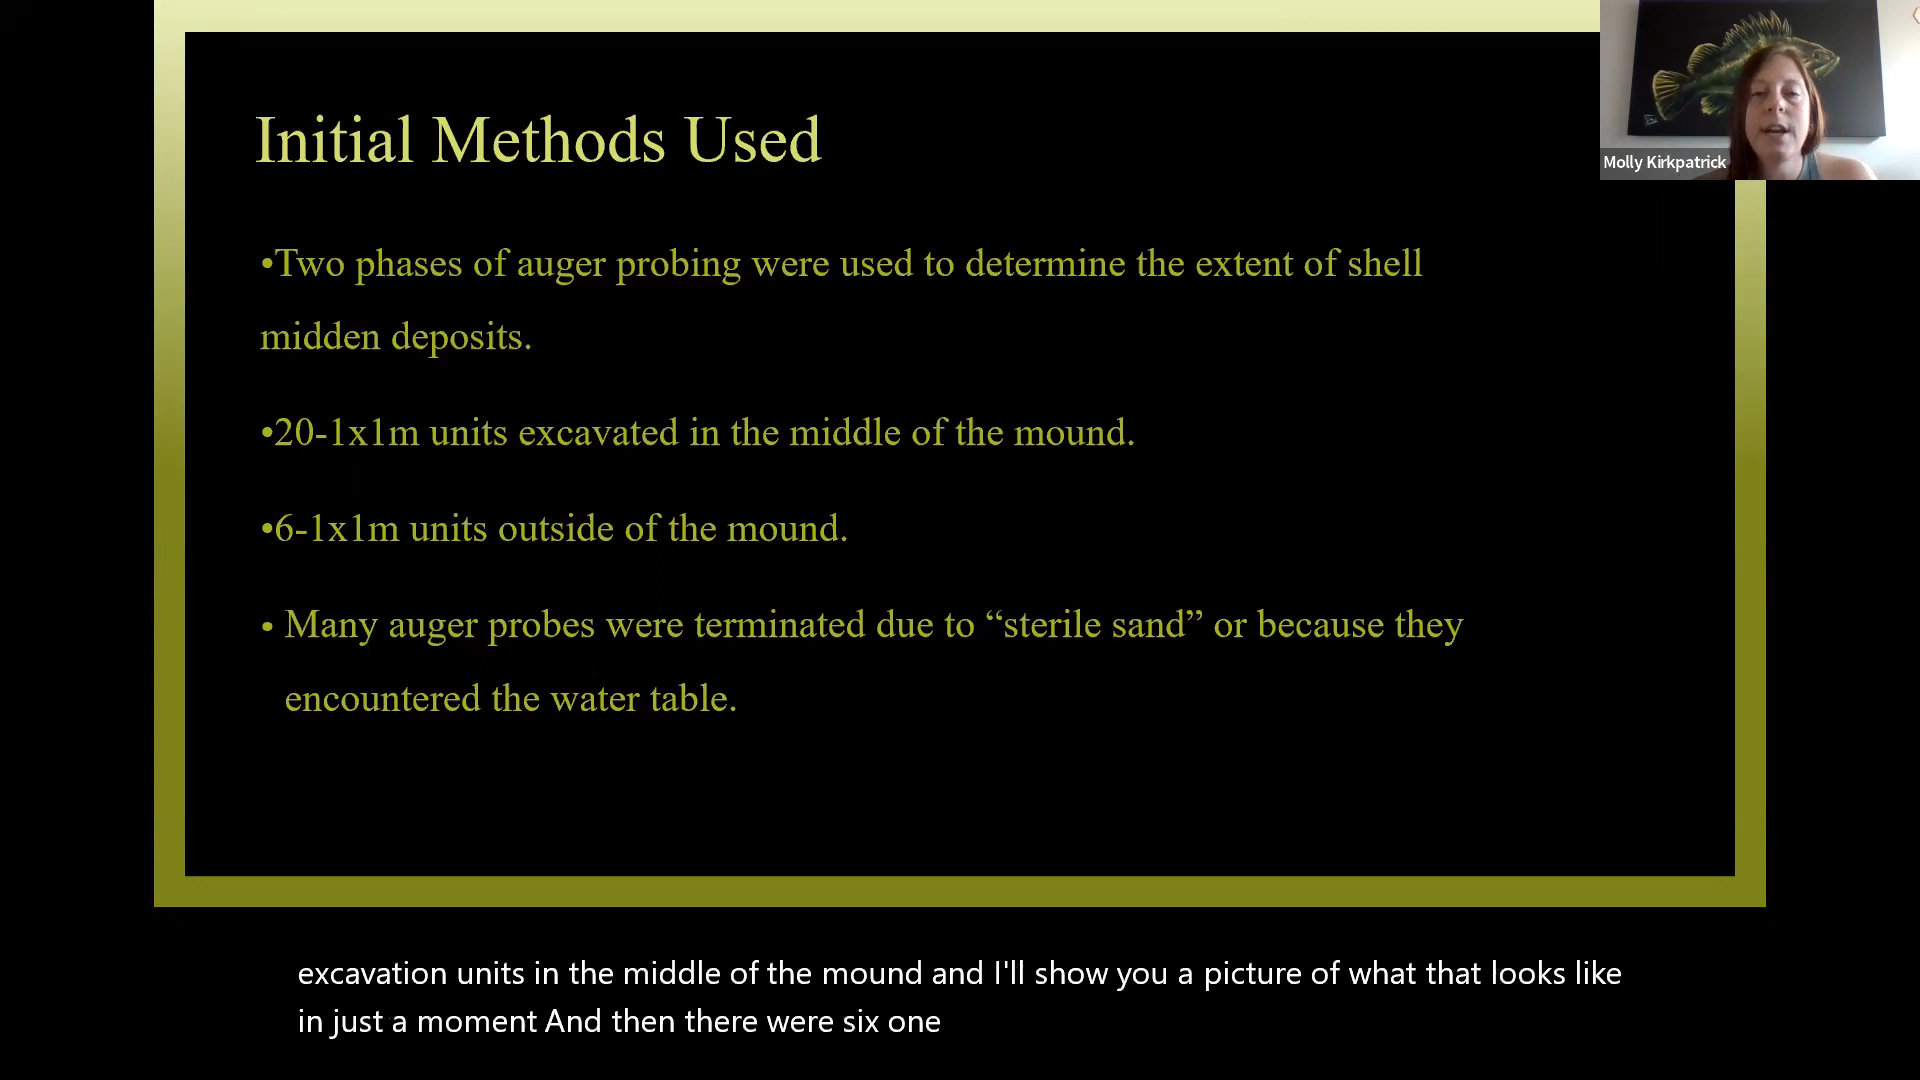 Initial Methods Used
•Two phases of auger probing were used to determine the extent of shell
midden deposits.
•20-1x1m units excavated in the middle of the mound.
•6-1x1m units outside of the mound.
• Many auger probes were terminated due to “sterile sand” or because they
encountered the water table.
Molly Kirkpatrick
excavation units in the middle of the mound and I'll show you a picture of what that looks like
in just a moment And then there were six one